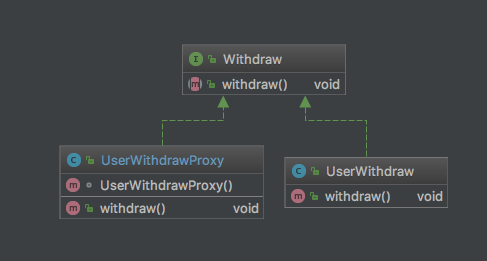 I Withdraw
m withdraw() void
C UserWithdrawProxy
m UserWithdrawProxy()
m withdraw() void
C UserWithdraw
m withdraw() void